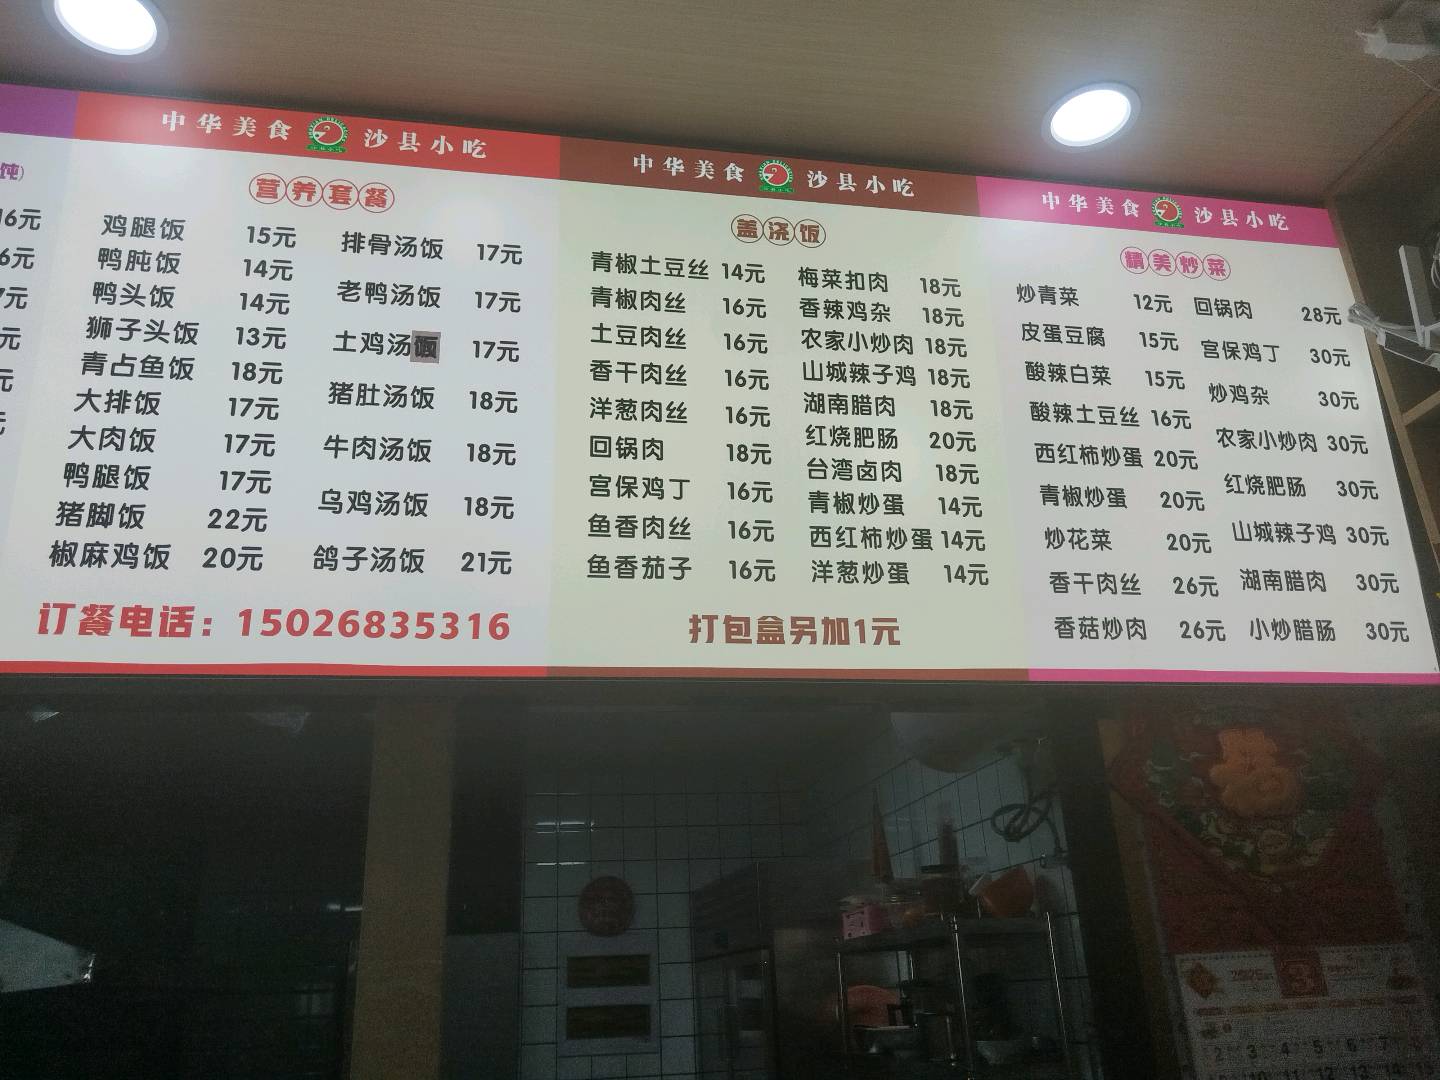 饨)
16元
6元
7元
元
元
元
中华美食 沙县小吃
营养套餐
鸡腿饭 15元
鸭肫饭 14元
鸭头饭 14元
狮子头饭 13元
青占鱼饭 18元
大排饭 17元
大肉饭 17元
鸭腿饭 17元
猪脚饭 22元
椒麻鸡饭 20元
排骨汤饭 17元
老鸭汤饭 17元
土鸡汤饭 17元
猪肚汤饭 18元
牛肉汤饭 18元
乌鸡汤饭 18元
鸽子汤饭 21元
订餐电话：15026835316
中华美食 沙县小吃
盖浇饭
青椒土豆丝 14元
青椒肉丝 16元
土豆肉丝 16元
香干肉丝 16元
洋葱肉丝 16元
回锅肉 18元
宫保鸡丁 16元
鱼香肉丝 16元
鱼香茄子 16元
梅菜扣肉 18元
香辣鸡杂 18元
农家小炒肉 18元
山城辣子鸡 18元
湖南腊肉 18元
红烧肥肠 20元
台湾卤肉 18元
青椒炒蛋 14元
西红柿炒蛋 14元
洋葱炒蛋 14元
打包盒另加1元
中华美食 沙县小吃
精美炒菜
炒青菜 12元
皮蛋豆腐 15元
酸辣白菜 15元
酸辣土豆丝 16元
西红柿炒蛋 20元
青椒炒蛋 20元
炒花菜 20元
香干肉丝 26元
香菇炒肉 26元
回锅肉 28元
宫保鸡丁 30元
炒鸡杂 30元
农家小炒肉 30元
红烧肥肠 30元
山城辣子鸡 30元
湖南腊肉 30元
小炒腊肠 30元
福
2025 3
2 3 4 5 6 7 8